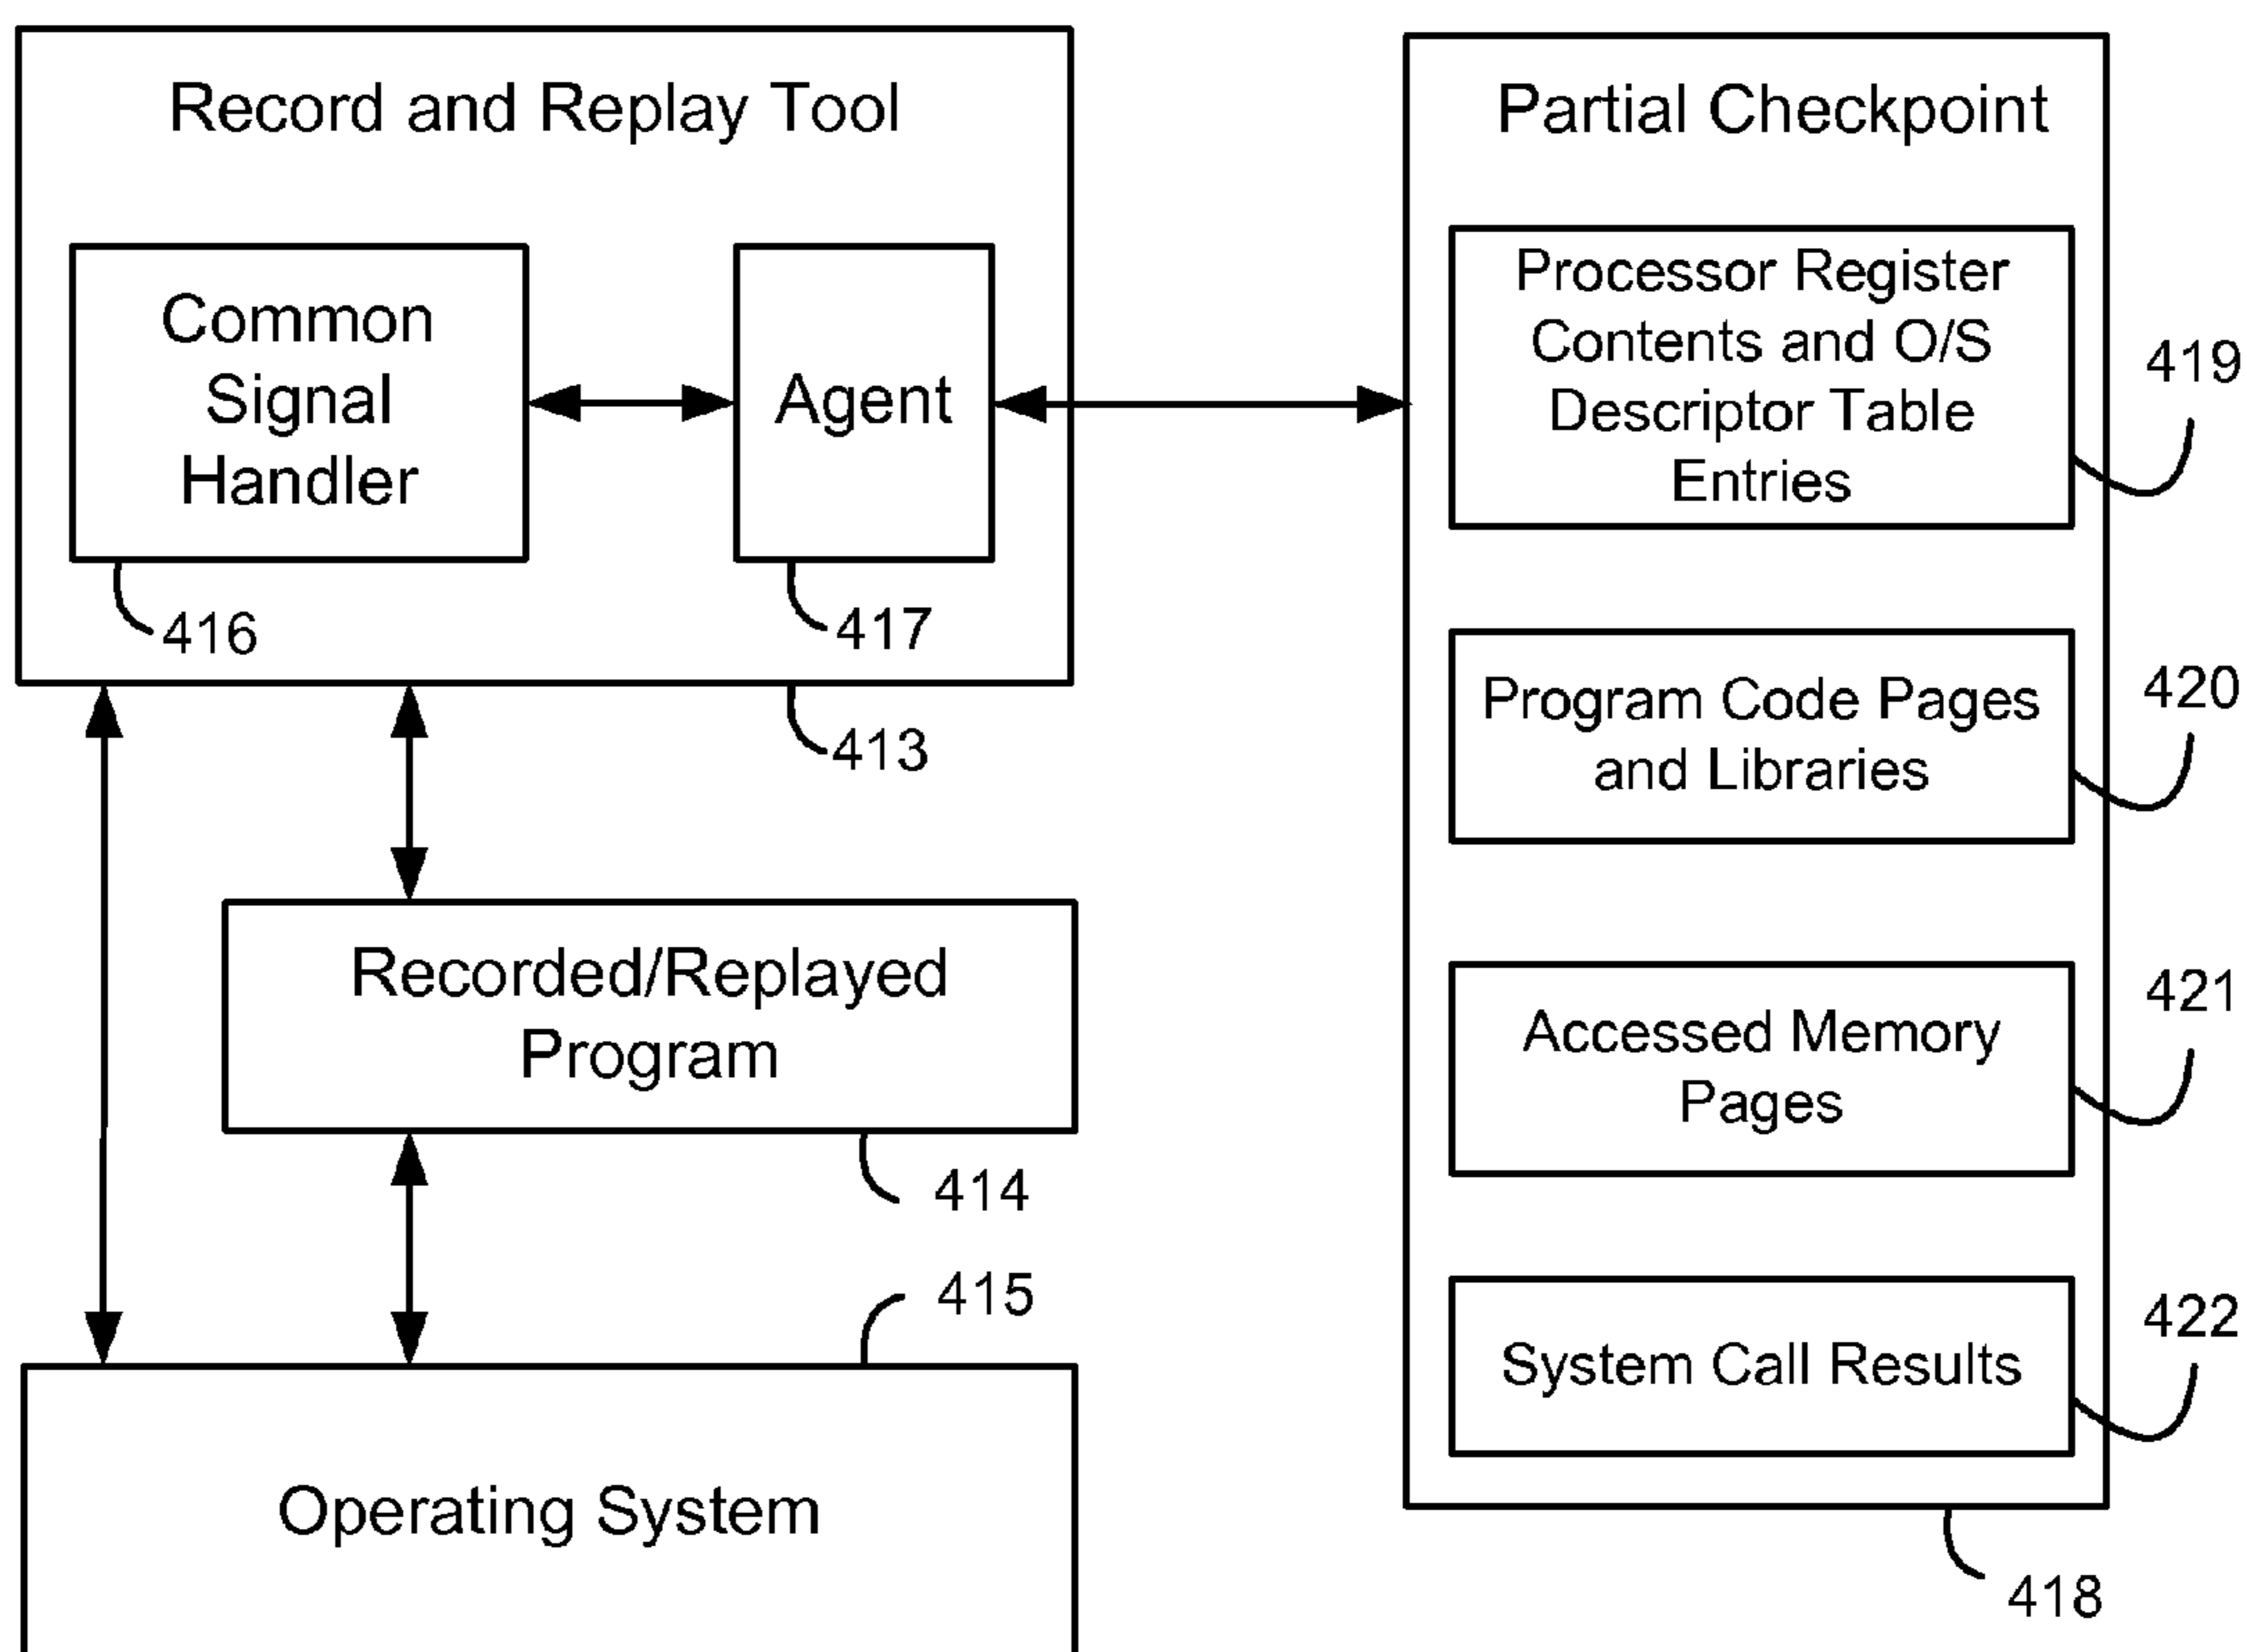 Record and Replay Tool
Common
Signal
Handler
416
Agent
417
413
Recorded/Replayed
Program
414
415
Operating System
Partial Checkpoint
Processor Register
Contents and O/S
Descriptor Table
Entries
419
Program Code Pages
and Libraries
420
Accessed Memory
Pages
421
System Call Results
422
418